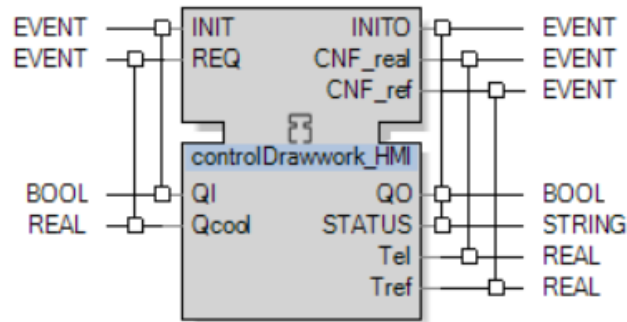 EVENT INIT INITO EVENT
EVENT REQ CNF_real EVENT
CNF_ref EVENT
controlDrawwork_HMI
BOOL QI QO BOOL
REAL Qcool STATUS STRING
Tel REAL
Tref REAL